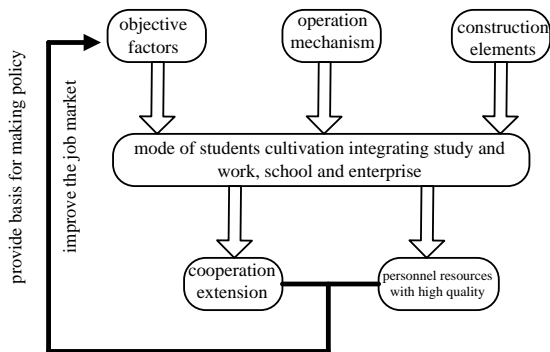 objective
factors
operation
mechanism
construction
elements
provide basis for making policy
improve the job market
mode of students cultivation integrating study and
work, school and enterprise
cooperation
extension
personnel resources
with high quality